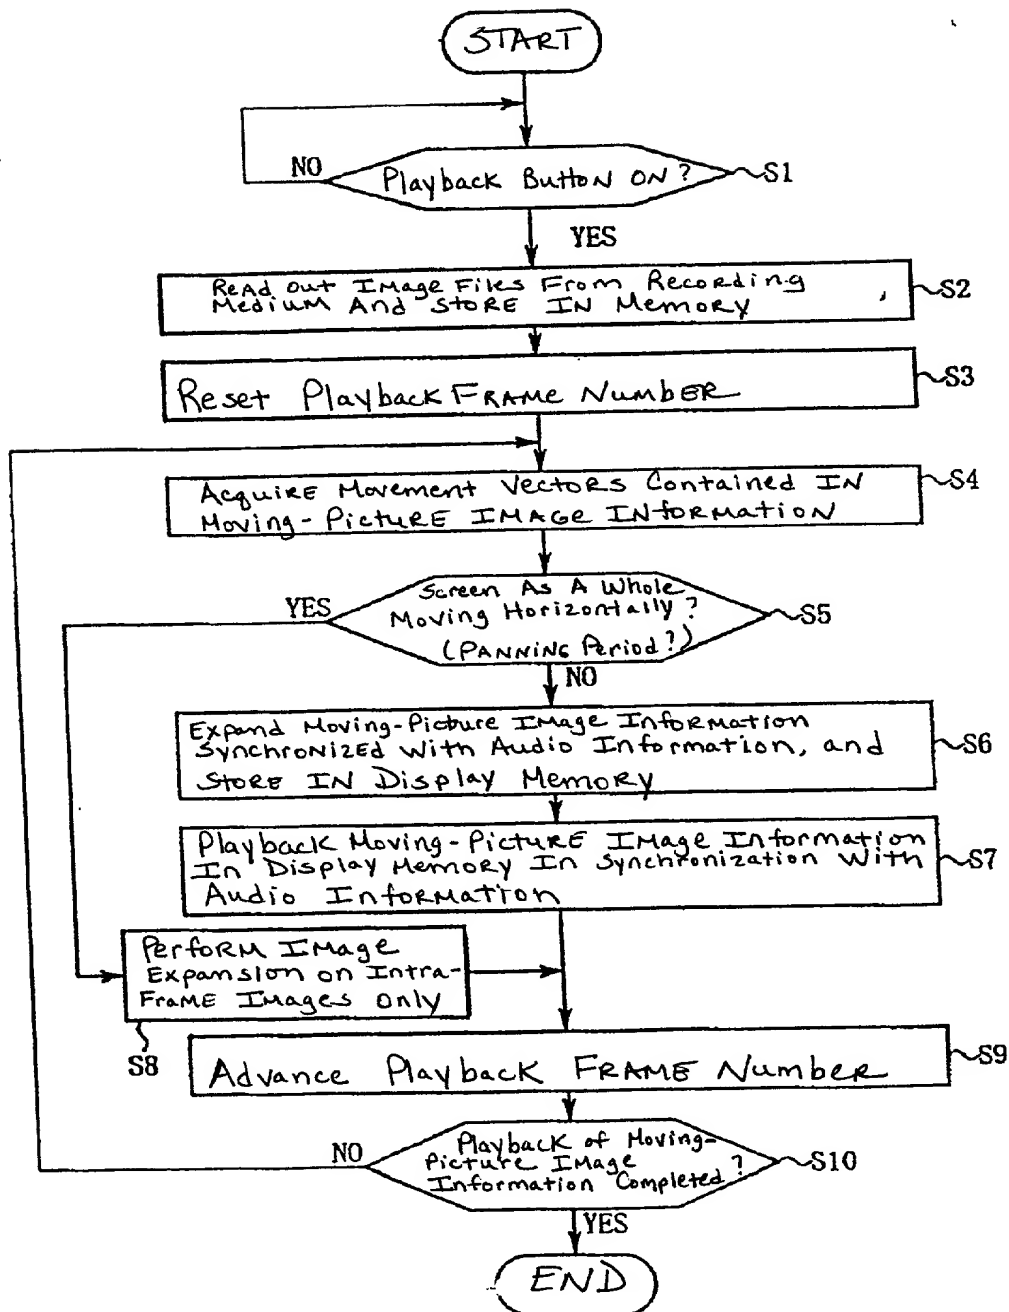 START
NO
Playback Button ON?
S1
YES
Read out Image Files From Recording
Medium And Store In Memory
S2
Reset Playback Frame Number
S3
Acquire Movement Vectors Contained In
Moving-Picture Image Information
S4
YES
Screen As A Whole
Moving Horizontally?
(Panning Period?)
S5
NO
Expand Moving-Picture Image Information
Synchronized with Audio Information, and
Store In Display Memory
S6
Playback Moving-Picture Image Information
In Display Memory In Synchronization With
Audio Information
S7
Perform Image
Expansion on Intra-
Frame Images Only
S8
Advance Playback Frame Number
S9
NO
Playback of Moving-
Picture Image
Information Completed?
S10
YES
END